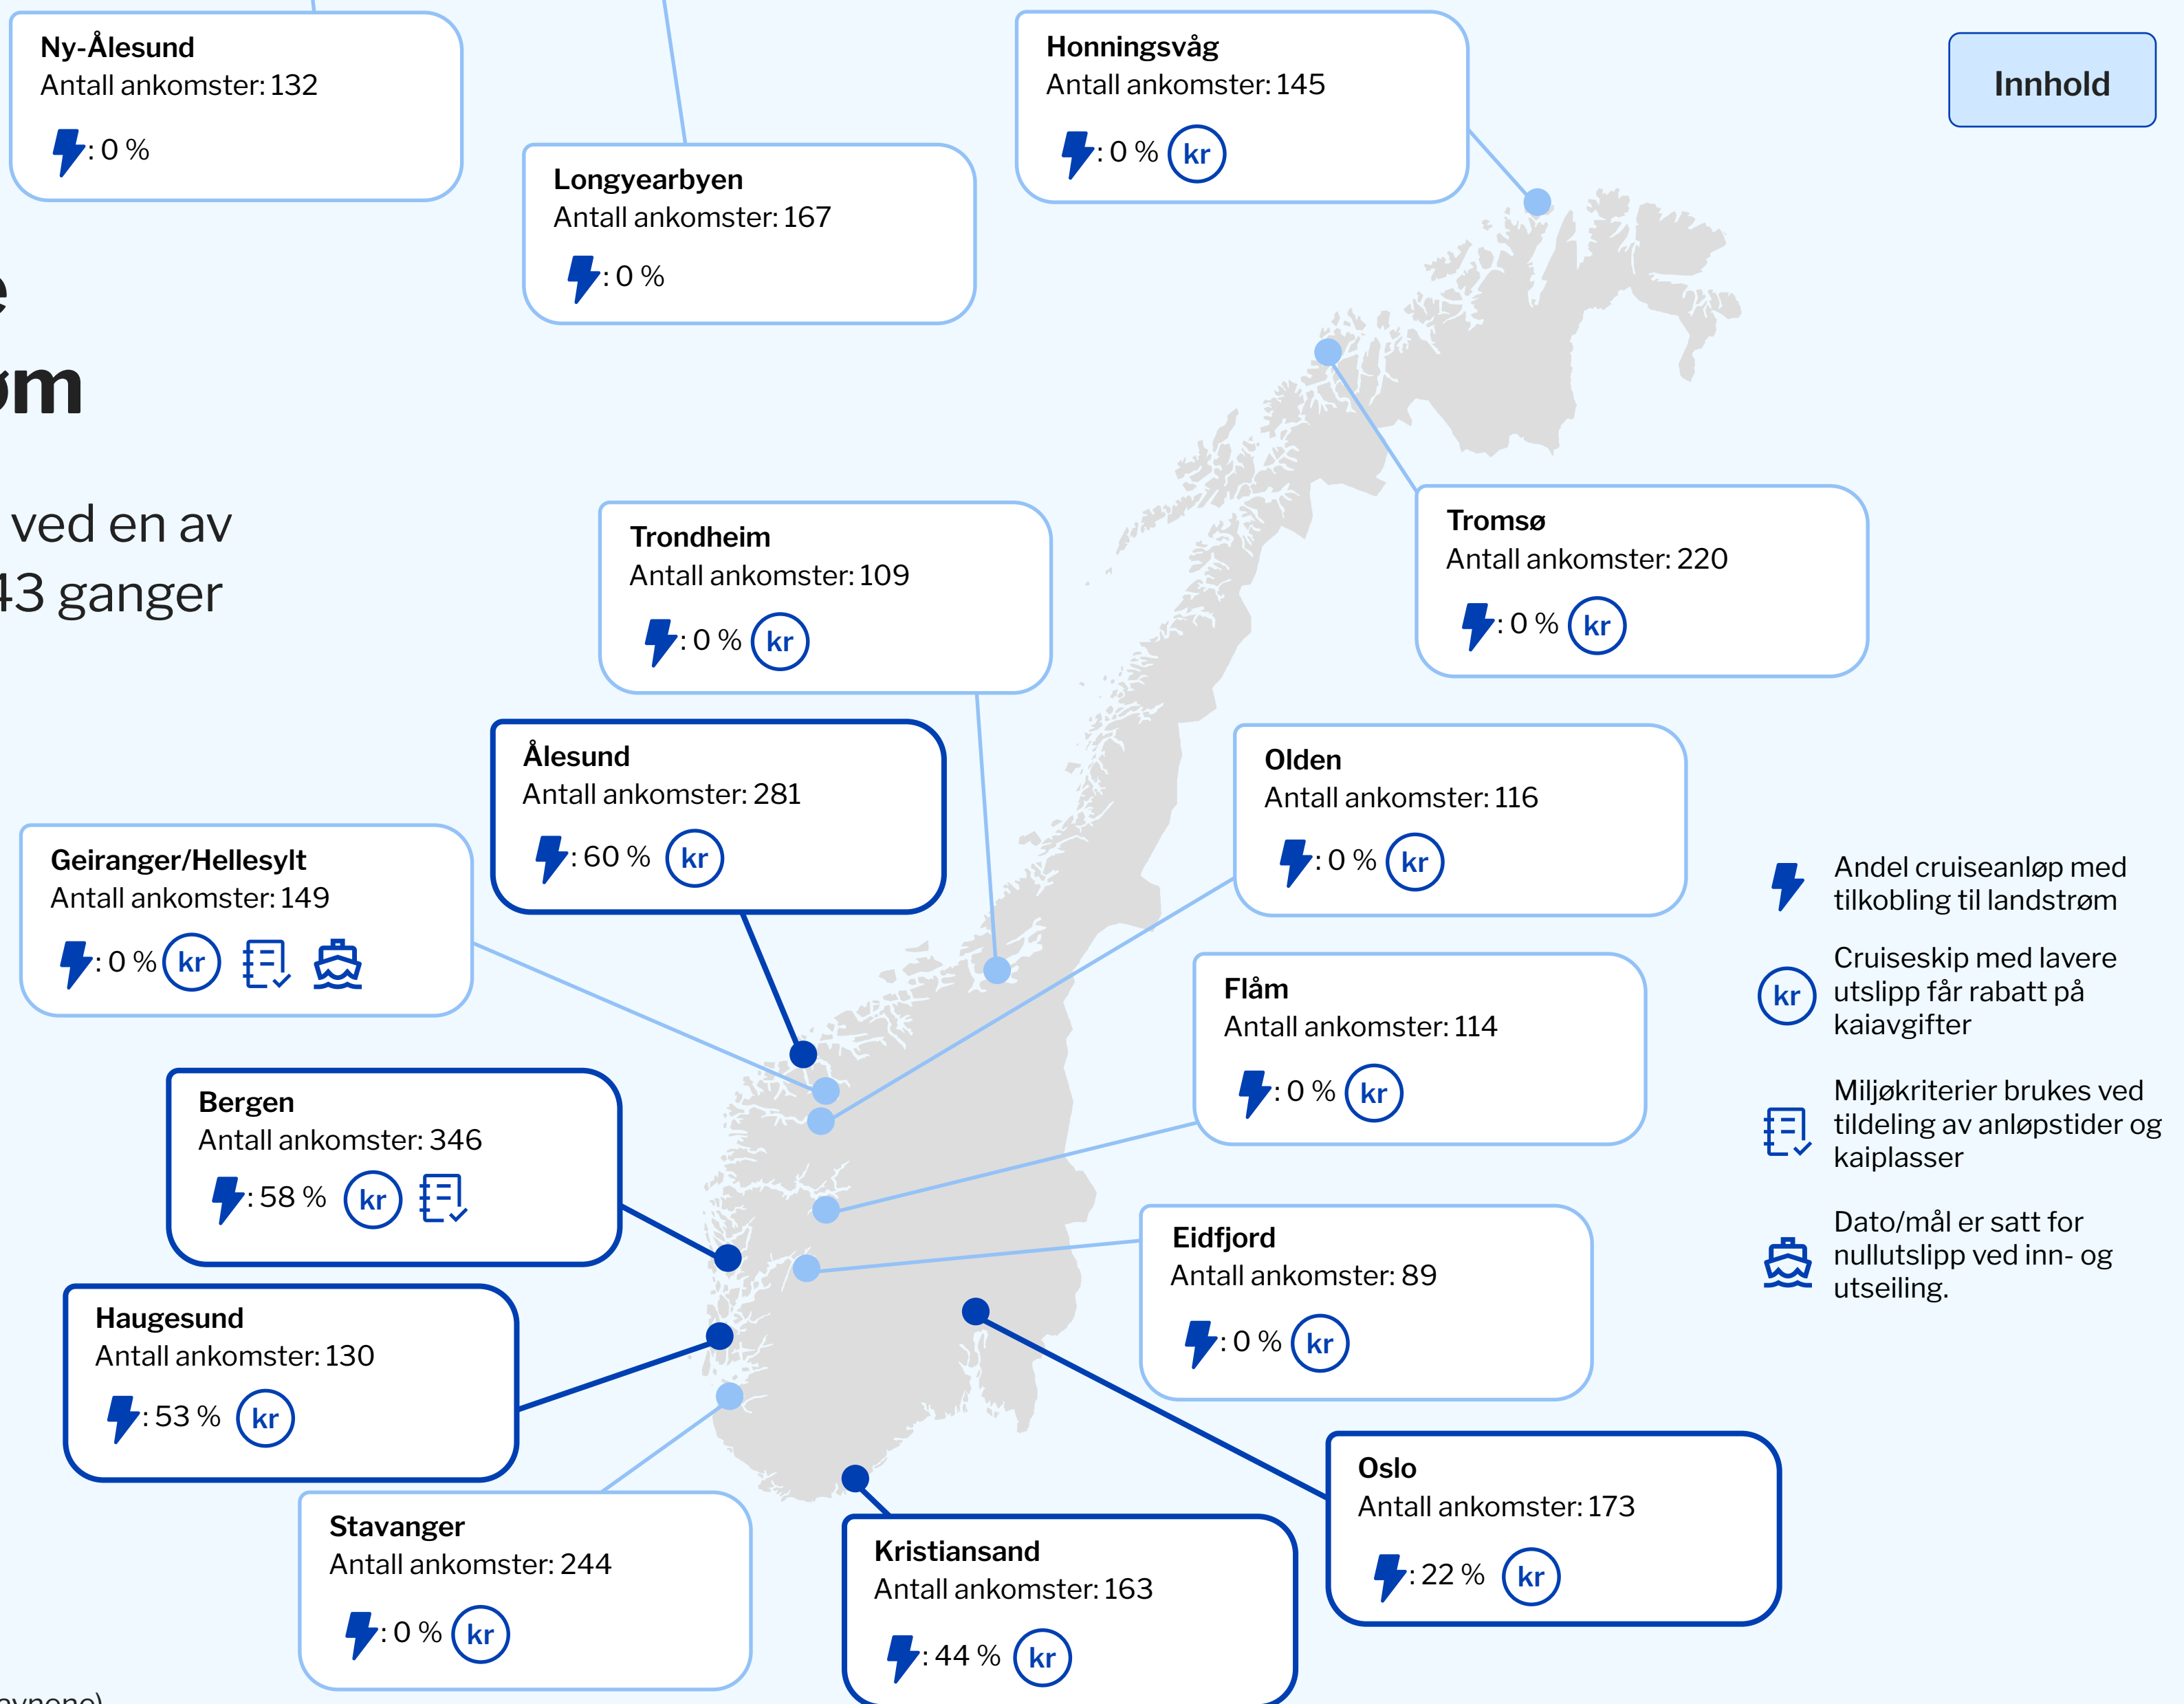 Ny-Ålesund
Antall ankomster: 132
: 0 %
Longyearbyen
Antall ankomster: 167
: 0 %
Honningsvåg
Antall ankomster: 145
: 0 % kr
Innhold
øm
ved en av
43 ganger
Trondheim
Antall ankomster: 109
: 0 % kr
Tromsø
Antall ankomster: 220
: 0 % kr
Ålesund
Antall ankomster: 281
: 60 % kr
Olden
Antall ankomster: 116
: 0 % kr
Geiranger/Hellesylt
Antall ankomster: 149
: 0 % kr
Flåm
Antall ankomster: 114
: 0 % kr
Bergen
Antall ankomster: 346
: 58 % kr
Eidfjord
Antall ankomster: 89
: 0 % kr
Haugesund
Antall ankomster: 130
: 53 % kr
Oslo
Antall ankomster: 173
: 22 % kr
Stavanger
Antall ankomster: 244
: 0 % kr
Kristiansand
Antall ankomster: 163
: 44 % kr
Andel cruiseanløp med
tilkobling til landstrøm
kr
Cruiseskip med lavere
utslipp får rabatt på
kaiavgifter
Miljøkriterier brukes ved
tildeling av anløpstider og
kaiplasser
Dato/mål er satt for
nullutslipp ved inn- og
utseiling.